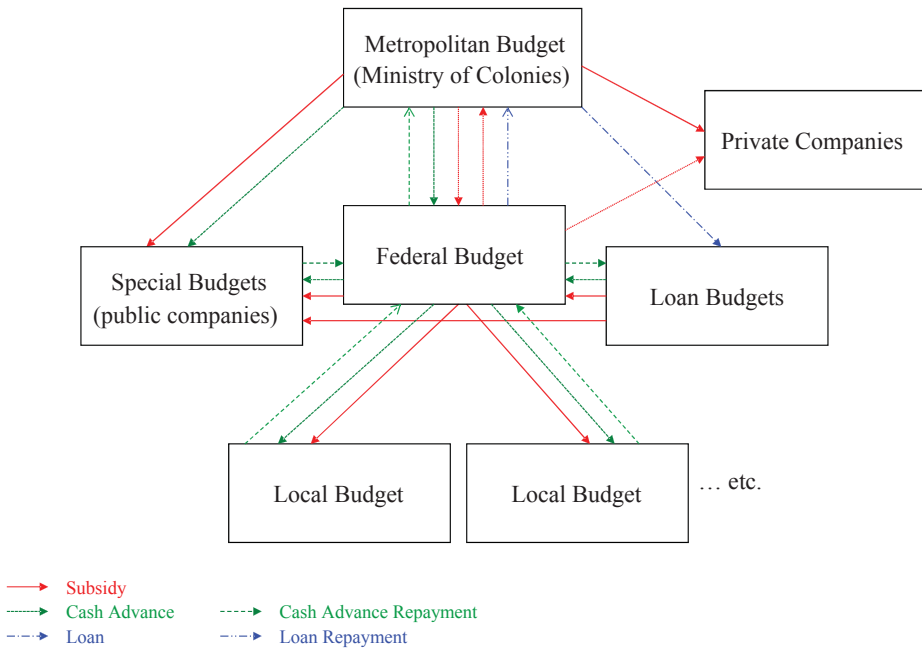 Metropolitan Budget
(Ministry of Colonies)
Private Companies
Federal Budget
Special Budgets
(public companies)
Loan Budgets
Local Budget
Local Budget
… etc.
Subsidy
Cash Advance
Cash Advance Repayment
Loan
Loan Repayment